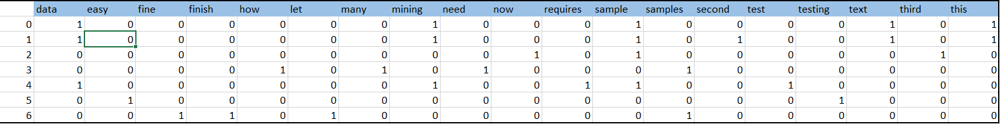 data easy fine finish how let many mining need now requires sample samples second test testing text third this
0 1 0 0 0 0 0 0 1 0 0 0 1 0 0 0 0 1 0 1
1 1 0 0 0 0 0 0 1 0 0 0 1 0 1 0 0 1 0 1
2 0 0 0 0 0 0 0 0 0 1 0 1 0 0 0 0 0 1 0
3 0 0 0 0 1 0 1 0 1 0 0 0 1 0 0 0 0 0 0
4 1 0 0 0 0 0 0 1 0 0 1 1 0 0 1 0 0 0 0
5 0 1 0 0 0 0 0 0 0 0 0 0 0 0 0 1 0 0 0
6 0 0 1 1 0 1 0 0 0 0 0 0 1 0 0 0 0 0 0